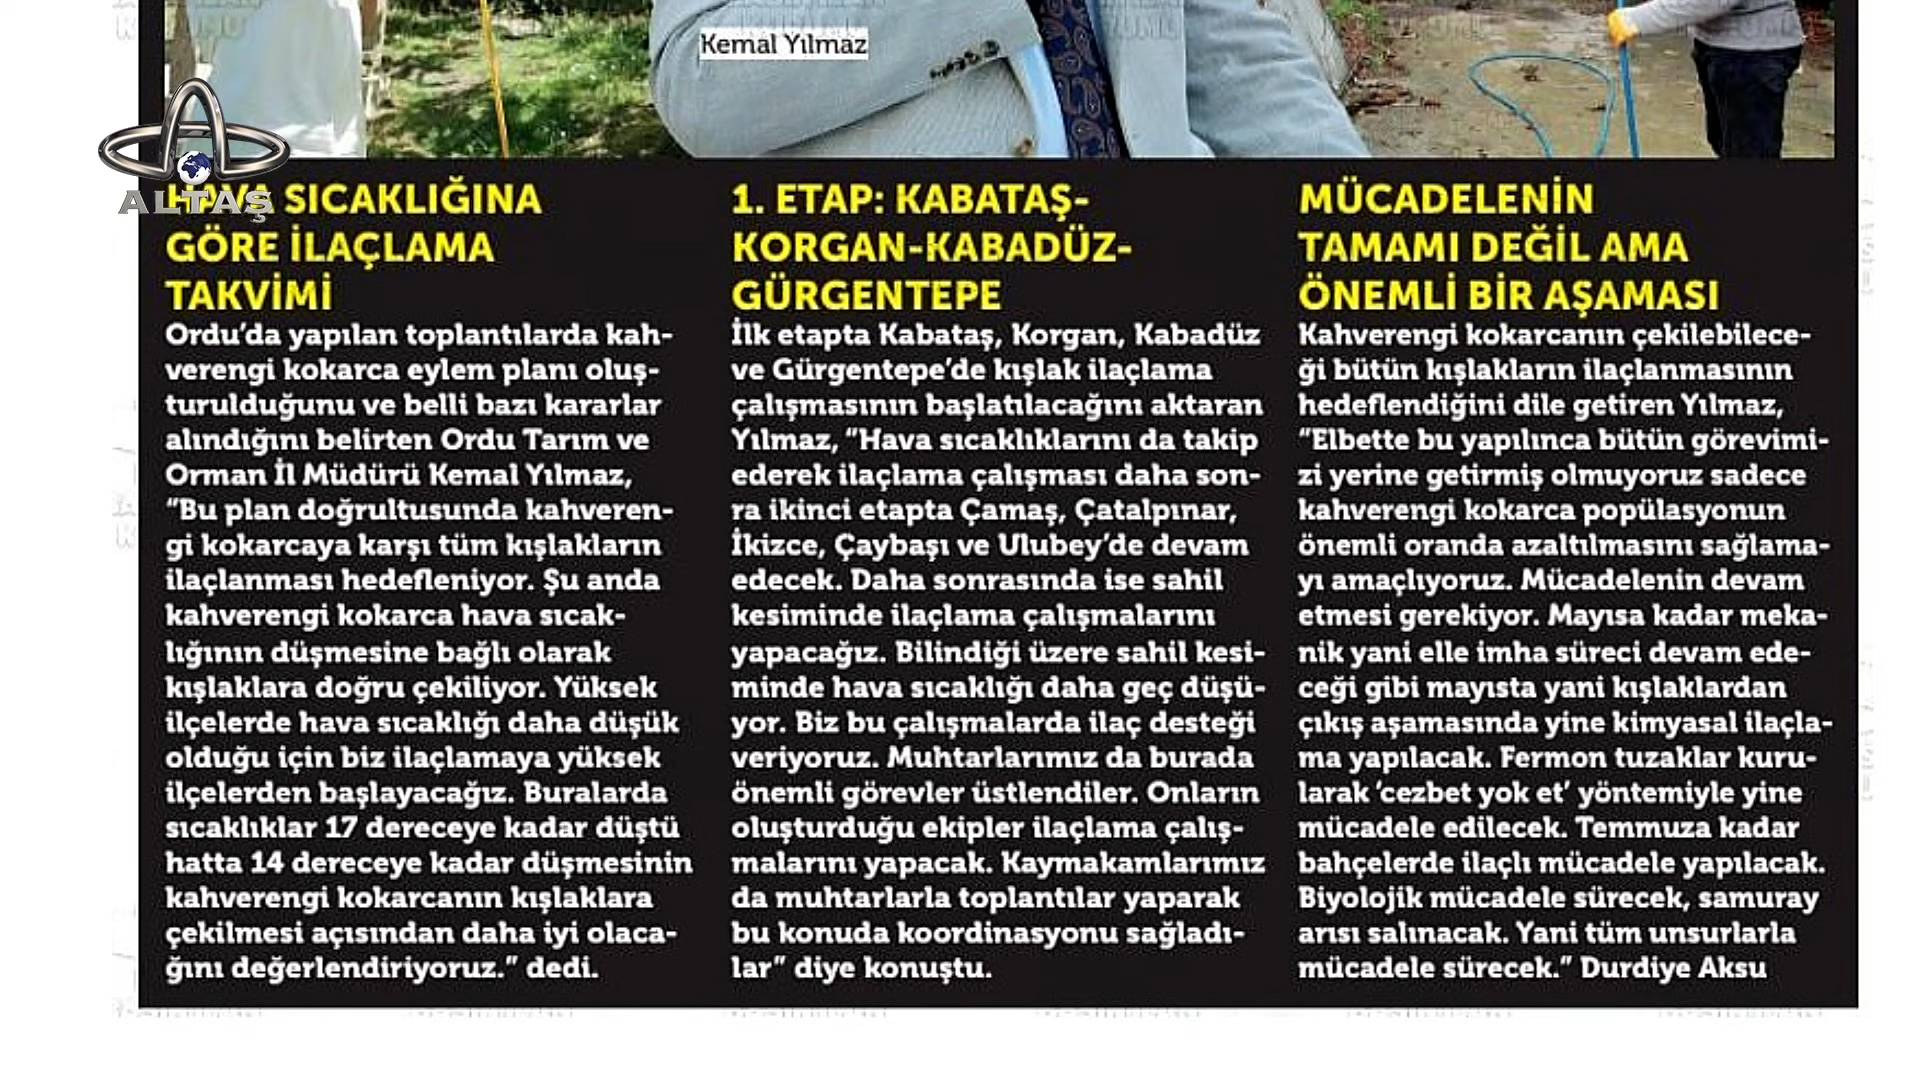 Kemal Yılmaz
ALTAŞ
HAVA SICAKLIĞINA
GÖRE İLAÇLAMA
TAKVİMİ
Ordu’da yapılan toplantılarda kah-
verengi kokarca eylem planı oluş-
turulduğunu ve belli bazı kararlar
alındığını belirten Ordu Tarım ve
Orman İl Müdürü Kemal Yılmaz,
“Bu plan doğrultusunda kahveren-
gi kokarcaya karşı tüm kışlakların
ilaçlanması hedefleniyor. Şu anda
kahverengi kokarca hava sıcak-
lığının düşmesine bağlı olarak
kışlaklara doğru çekiliyor. Yüksek
ilçelerde hava sıcaklığı daha düşük
olduğu için biz ilaçlamaya yüksek
ilçelerden başlayacağız. Buralarda
sıcaklıklar 17 dereceye kadar düştü
hatta 14 dereceye kadar düşmesinin
kahverengi kokarcanın kışlaklara
çekilmesi açısından daha iyi olaca-
ğını değerlendiriyoruz.” dedi.
1. ETAP: KABATAŞ-
KORGAN-KABADÜZ-
GÜRGENTEPE
İlk etapta Kabataş, Korgan, Kabadüz
ve Gürgentepe’de kışlak ilaçlama
çalışmasının başlatılacağını aktaran
Yılmaz, “Hava sıcaklıklarını da takip
ederek ilaçlama çalışması daha son-
ra ikinci etapta Çamaş, Çatalpınar,
İkizce, Çaybaşı ve Ulubey’de devam
edecek. Daha sonrasında ise sahil
kesiminde ilaçlama çalışmalarını
yapacağız. Bilindiği üzere sahil kesi-
minde hava sıcaklığı daha geç düşü-
yor. Biz bu çalışmalarda ilaç desteği
veriyoruz. Muhtarlarımız da burada
önemli görevler üstlendiler. Onların
oluşturduğu ekipler ilaçlama çalış-
malarını yapacak. Kaymakamlarımız
da muhtarlarla toplantılar yaparak
bu konuda koordinasyonu sağladı-
lar” diye konuştu.
MÜCADELENİN
TAMAMI DEĞİL AMA
ÖNEMLİ BİR AŞAMASI
Kahverengi kokarcanın çekilebilece-
ği bütün kışlakların ilaçlanmasının
hedeflendiğini dile getiren Yılmaz,
“Elbette bu yapılınca bütün görevimi-
zi yerine getirmiş olmuyoruz sadece
kahverengi kokarca popülasyonun
önemli oranda azaltılmasını sağlama-
yı amaçlıyoruz. Mücadelenin devam
etmesi gerekiyor. Mayısa kadar meka-
nik yani elle imha süreci devam ede-
ceği gibi mayısta yani kışlaklardan
çıkış aşamasında yine kimyasal ilaçla-
ma yapılacak. Fermon tuzaklar kuru-
larak ‘cezbet yok et’ yöntemiyle yine
mücadele edilecek. Temmuza kadar
bahçelerde ilaçlı mücadele yapılacak.
Biyolojik mücadele sürecek, samuray
arısı salınacak. Yani tüm unsurlarla
mücadele sürecek.” Durdiye Aksu